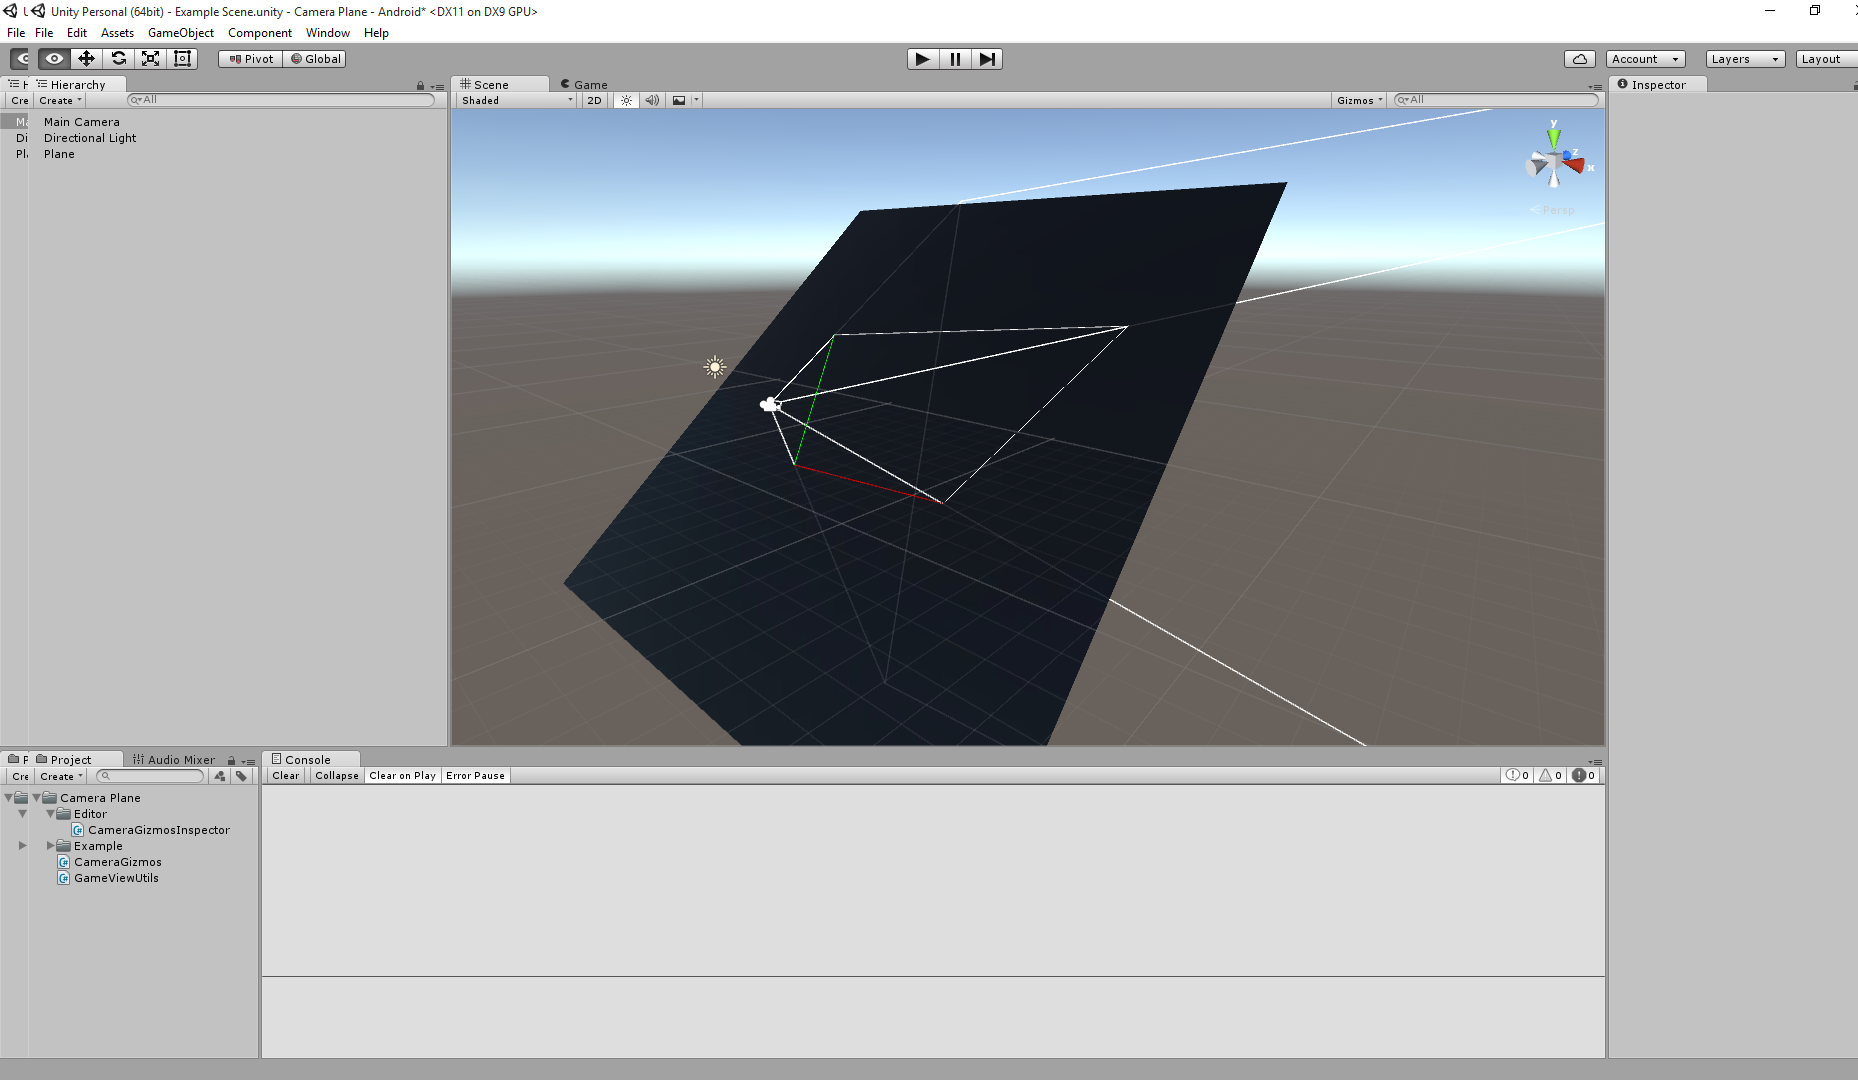 Unity Personal (64bit) - Example Scene.unity - Camera Plane - Android* <DX11 on DX9 GPU>
File File Edit Assets GameObject Component Window Help
Pivot Global Account Layers Layout
Hierarchy
Cre Create All
Ma Main Camera
Di Directional Light
Pla Plane
Scene Game
Shaded 2D Gizmos All
y
z
x
Persp
Inspector
P Project Audio Mixer
Cre Create
Camera Plane
Editor
CameraGizmosInspector
Example
CameraGizmos
GameViewUtils
Console
Clear Collapse Clear on Play Error Pause 0 0 0